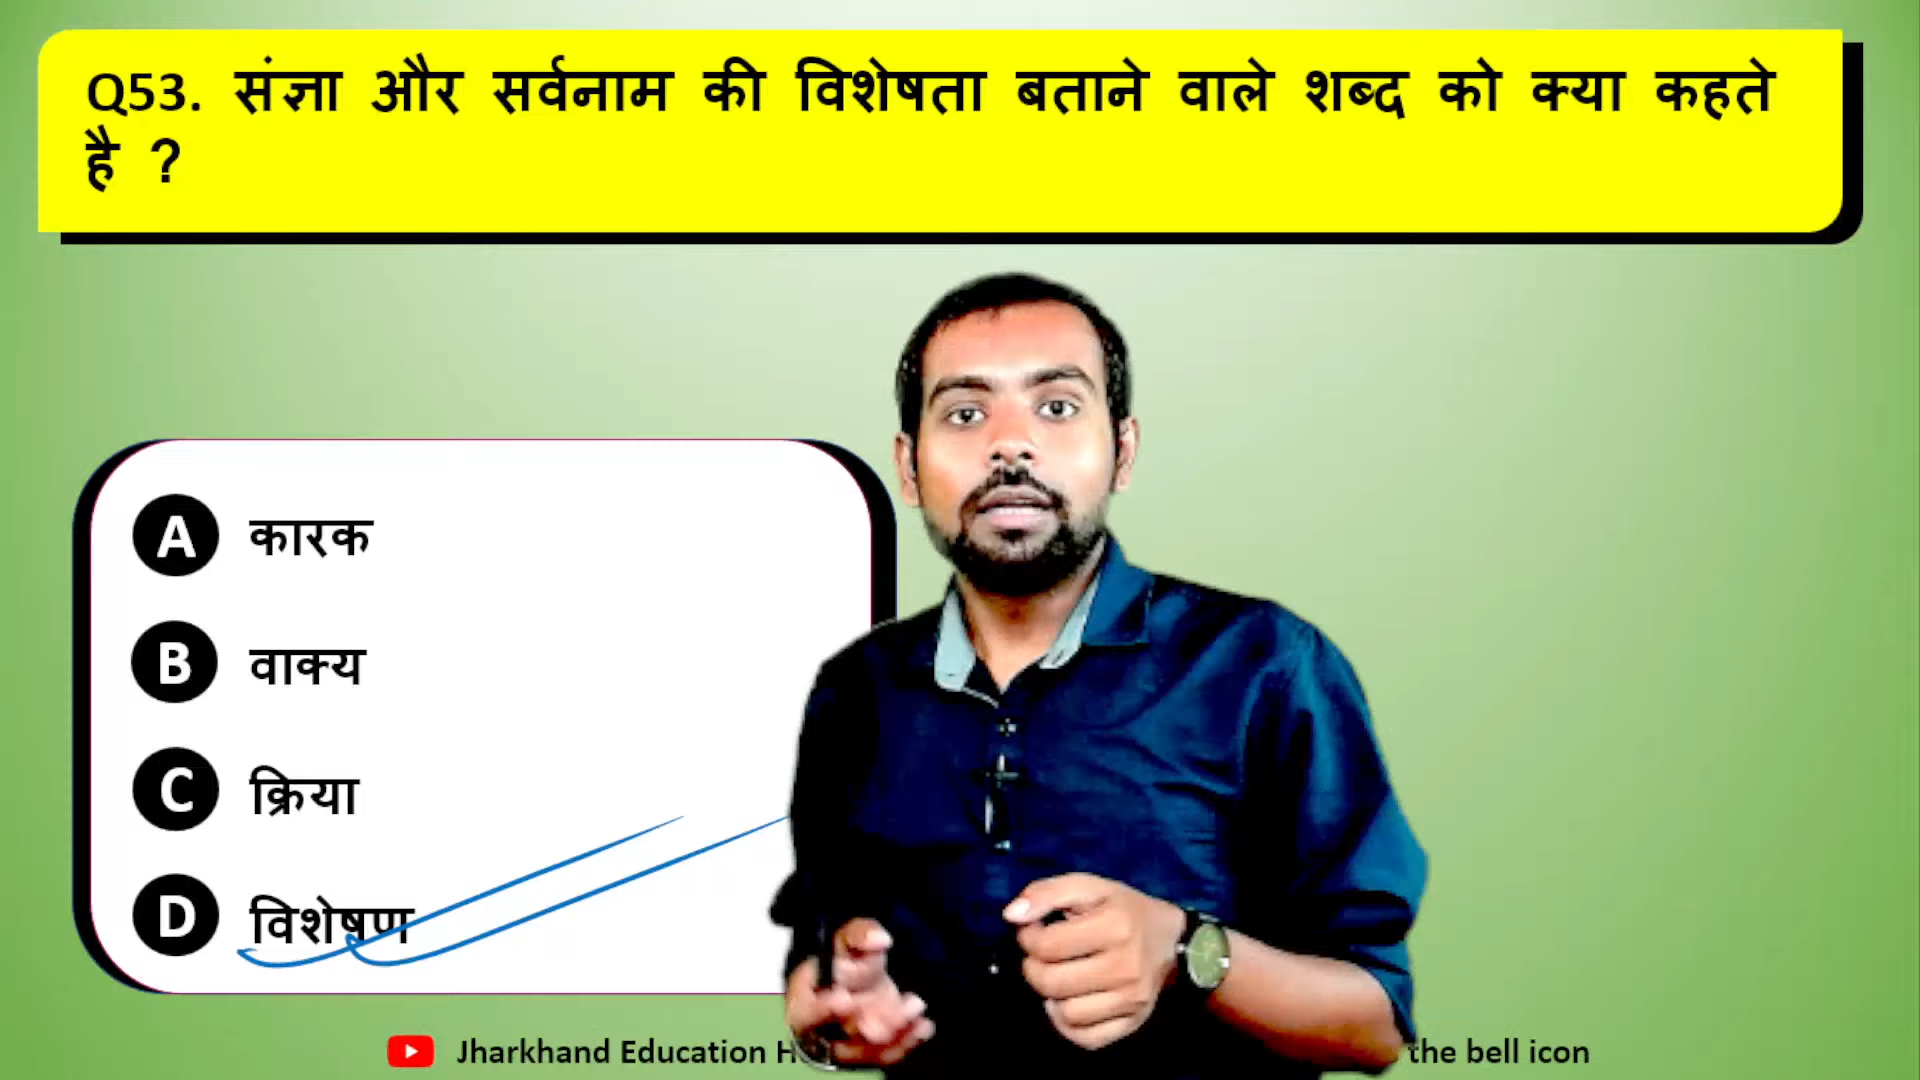 Q53. संज्ञा और सर्वनाम की विशेषता बताने वाले शब्द को क्या कहते
है ?
A कारक
B वाक्य
C क्रिया
D विशेषण
Jharkhand Education the bell icon